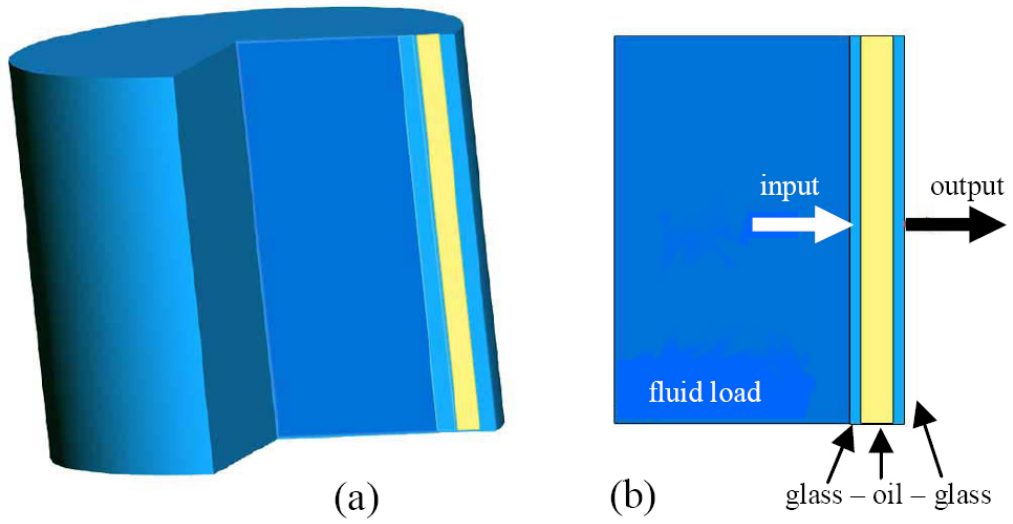 input
output
fluid load
(a)
(b)
glass – oil – glass